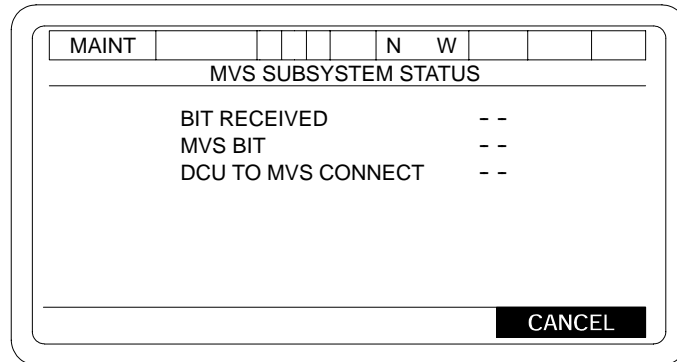 MAINT N W
MVS SUBSYSTEM STATUS
BIT RECEIVED - -
MVS BIT - -
DCU TO MVS CONNECT - -
CANCEL